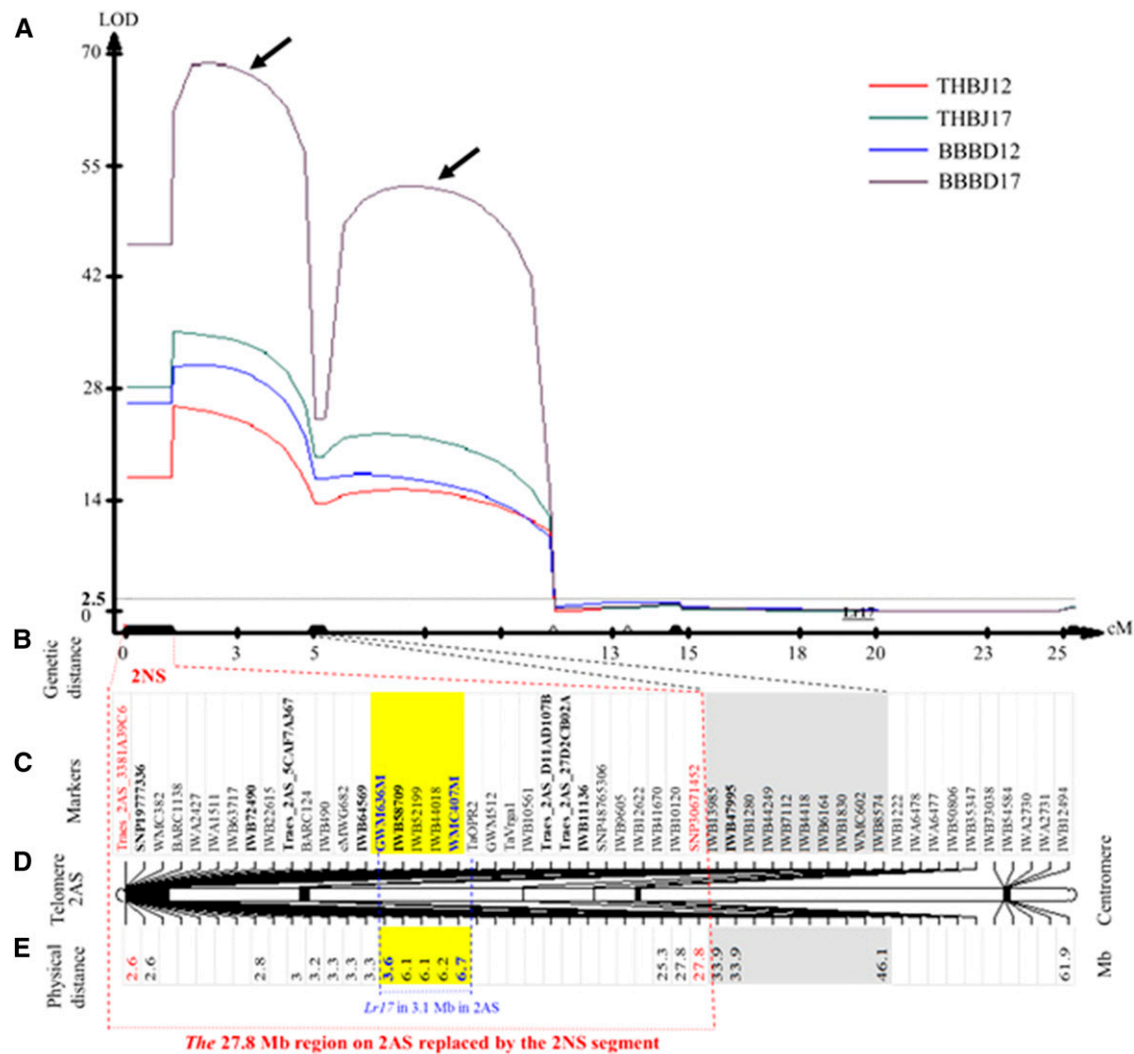 A
LOD
70
55
42
28
14
2.5
0
THBJ12
THBJ17
BBBD12
BBBD17
Lr17
B
Genetic distance
0
3
5
13
15
18
20
23
25
cM
2NS
C
Markers
Traes_2AS_3381A39C6
SNP19777336
WMC382
BARC1138
IWA2427
IWA1511
IWB63717
IWB72490
IWB22615
Traes_2AS_5CAF7A367
BARC124
IWB490
cMWG682
IWB64569
GWM636M
IWB58709
IWB52199
IWB44018
WMC407M
TaOPR2
GWM512
TaVrga1
IWB10561
Traes_2AS_D11AD107B
Traes_2AS_27D2CB02A
IWB11136
SNP48765306
IWB9605
IWB12622
IWB41670
IWB10120
SNP30671452
IWB13985
IWB47995
IWB1280
IWB44249
IWB7112
IWB4418
IWB6164
IWB1830
WMC602
IWB8574
IWB1222
IWA6478
IWA6477
IWB50806
IWB35347
IWB73038
IWB54584
IWA2730
IWA2731
IWB12494
D
Telomere
2AS
Centromere
E
Physical distance
2.6
2.6
2.8
3
3.2
3.3
3.3
3.3
3.6
6.1
6.1
6.2
6.7
25.3
27.8
27.8
33.9
33.9
46.1
61.9
Mb
Lr17 in 3.1 Mb in 2AS
The 27.8 Mb region on 2AS replaced by the 2NS segment